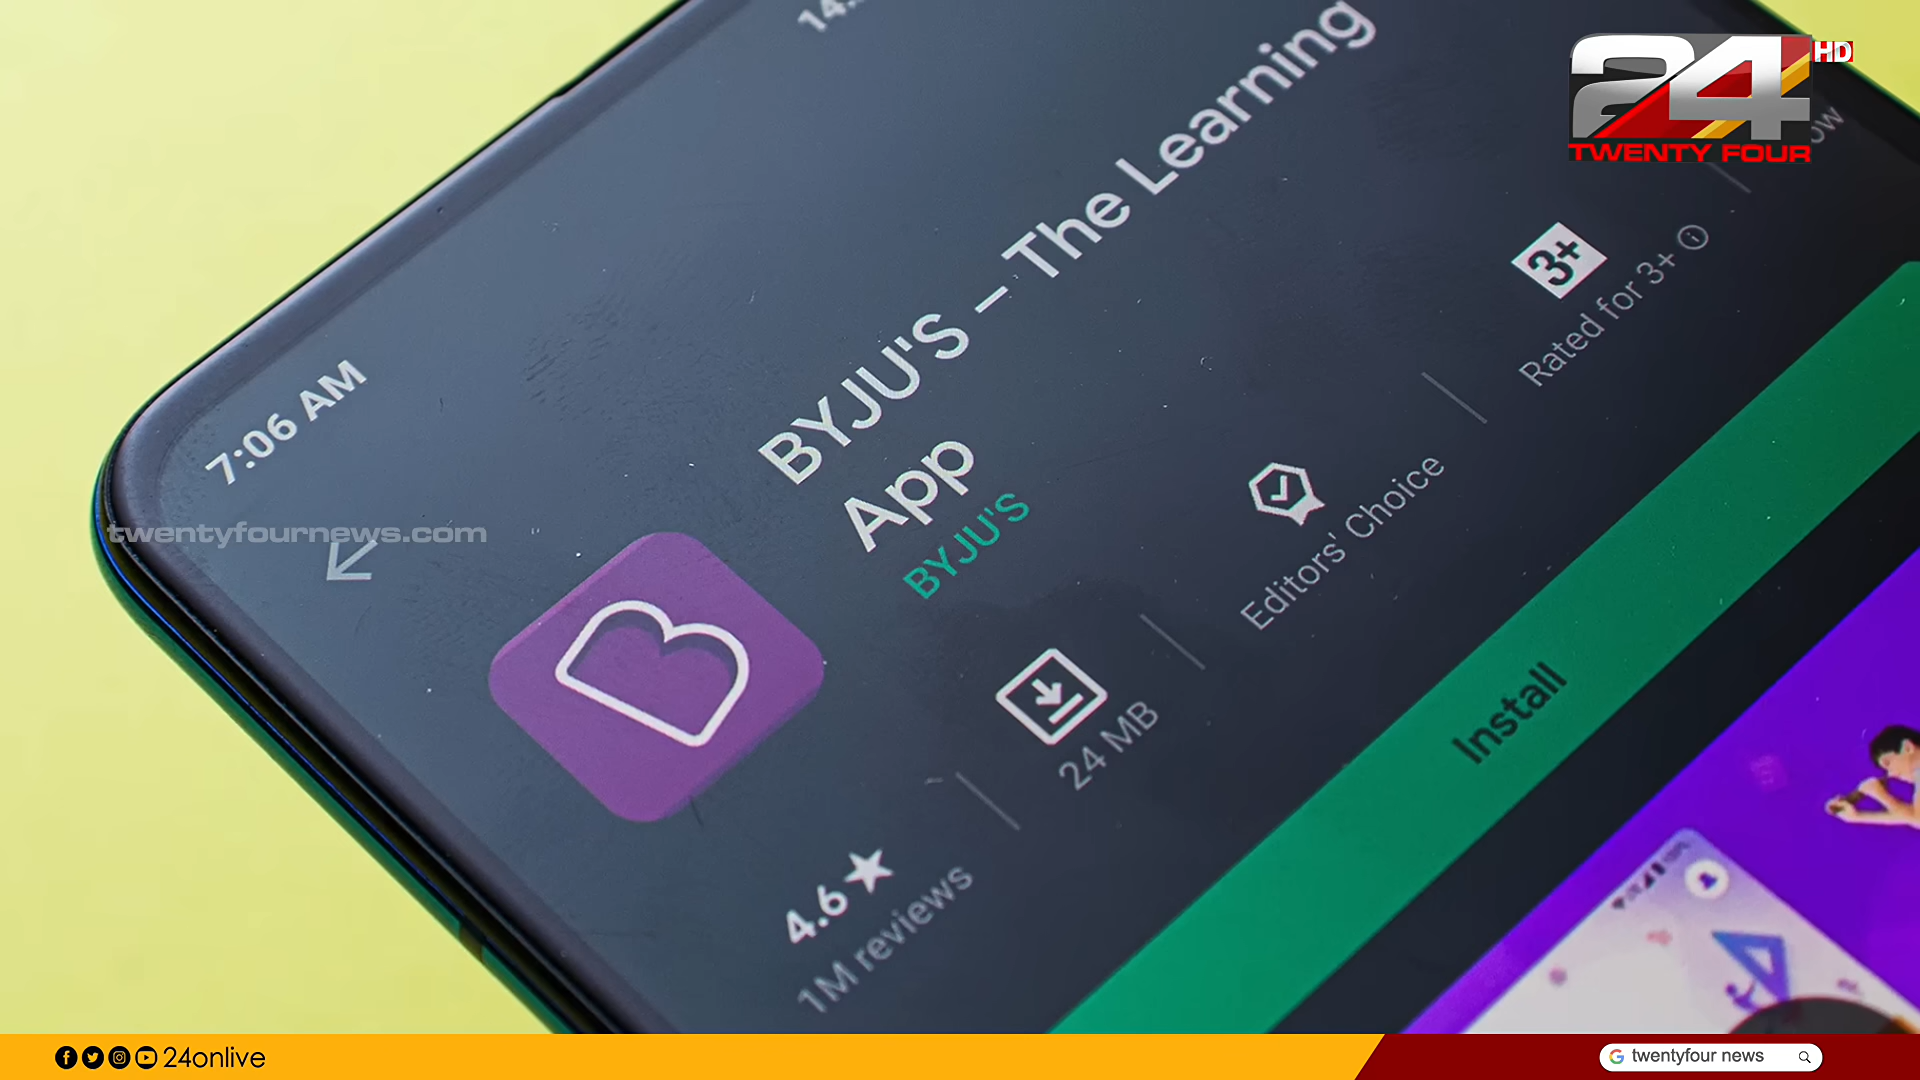 24
HD
TWENTY FOUR
7:06 AM
BYJU'S – The Learning
App
BYJU'S
4.6 ★
1M reviews
24 MB
Editors' Choice
3+
Rated for 3+
Install
twentyfournews.com
24onlive
twentyfour news